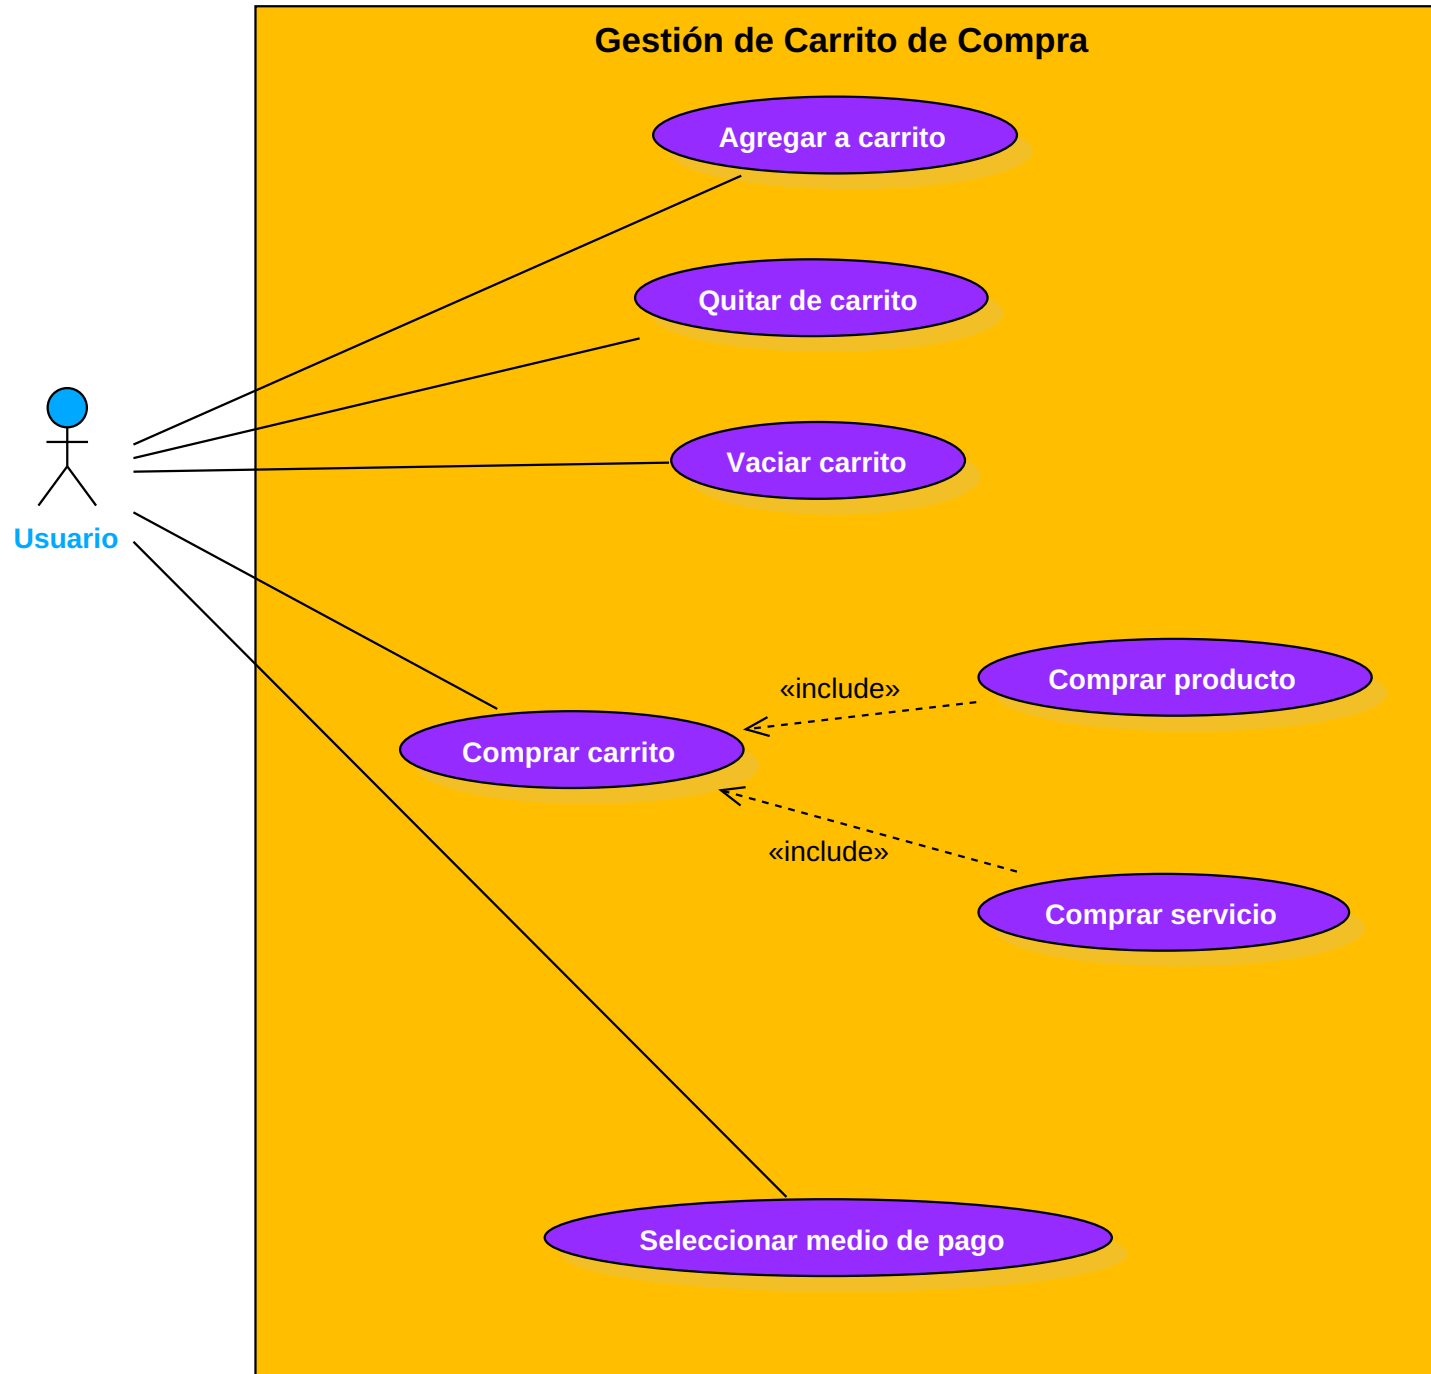 Gestión de Carrito de Compra
Agregar a carrito
Quitar de carrito
Vaciar carrito
Usuario
«include»
Comprar producto
Comprar carrito
«include»
Comprar servicio
Seleccionar medio de pago